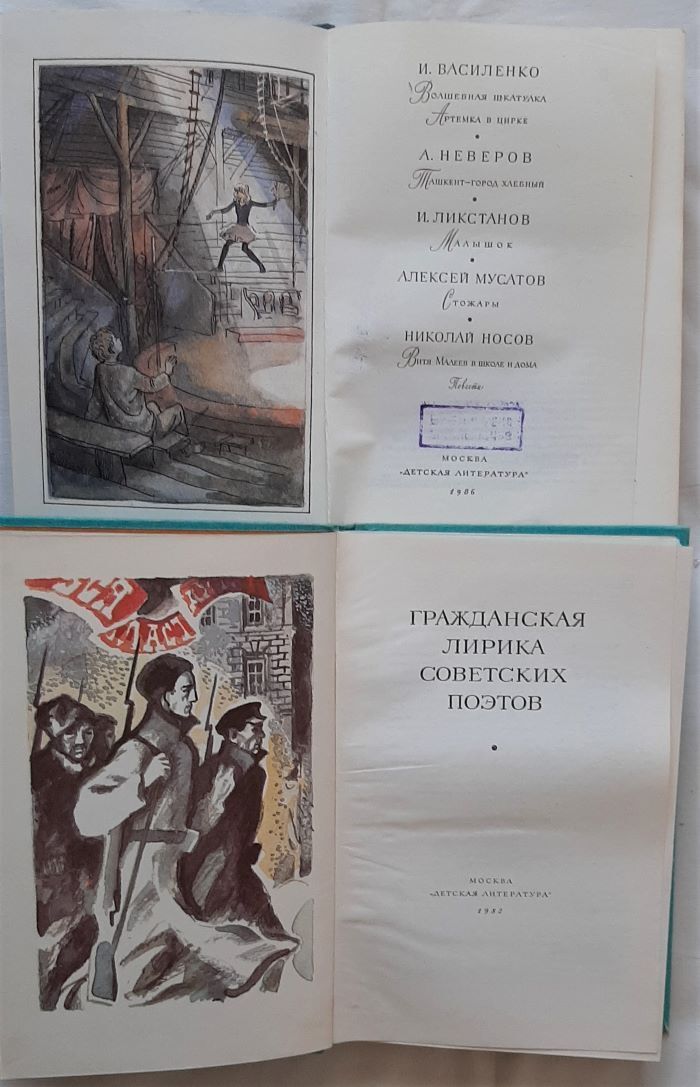 И. ВАСИЛЕНКО
ВОЛШЕБНАЯ ШКАТУЛКА
АРТЕМКА В ЦИРКЕ
•
А. НЕВЕРОВ
ТАШКЕНТ—ГОРОД ХЛЕБНЫЙ
•
И. ЛИКСТАНОВ
МАЛЫШОК
•
АЛЕКСЕЙ МУСАТОВ
СТОЖАРЫ
•
НИКОЛАЙ НОСОВ
ВИТЯ МАЛЕЕВ В ШКОЛЕ И ДОМА
Повести
МОСКВА
„ДЕТСКАЯ ЛИТЕРАТУРА"
1986
ВЛАСТ
ГРАЖДАНСКАЯ
ЛИРИКА
СОВЕТСКИХ
ПОЭТОВ
•
МОСКВА
„ДЕТСКАЯ ЛИТЕРАТУРА"
1982